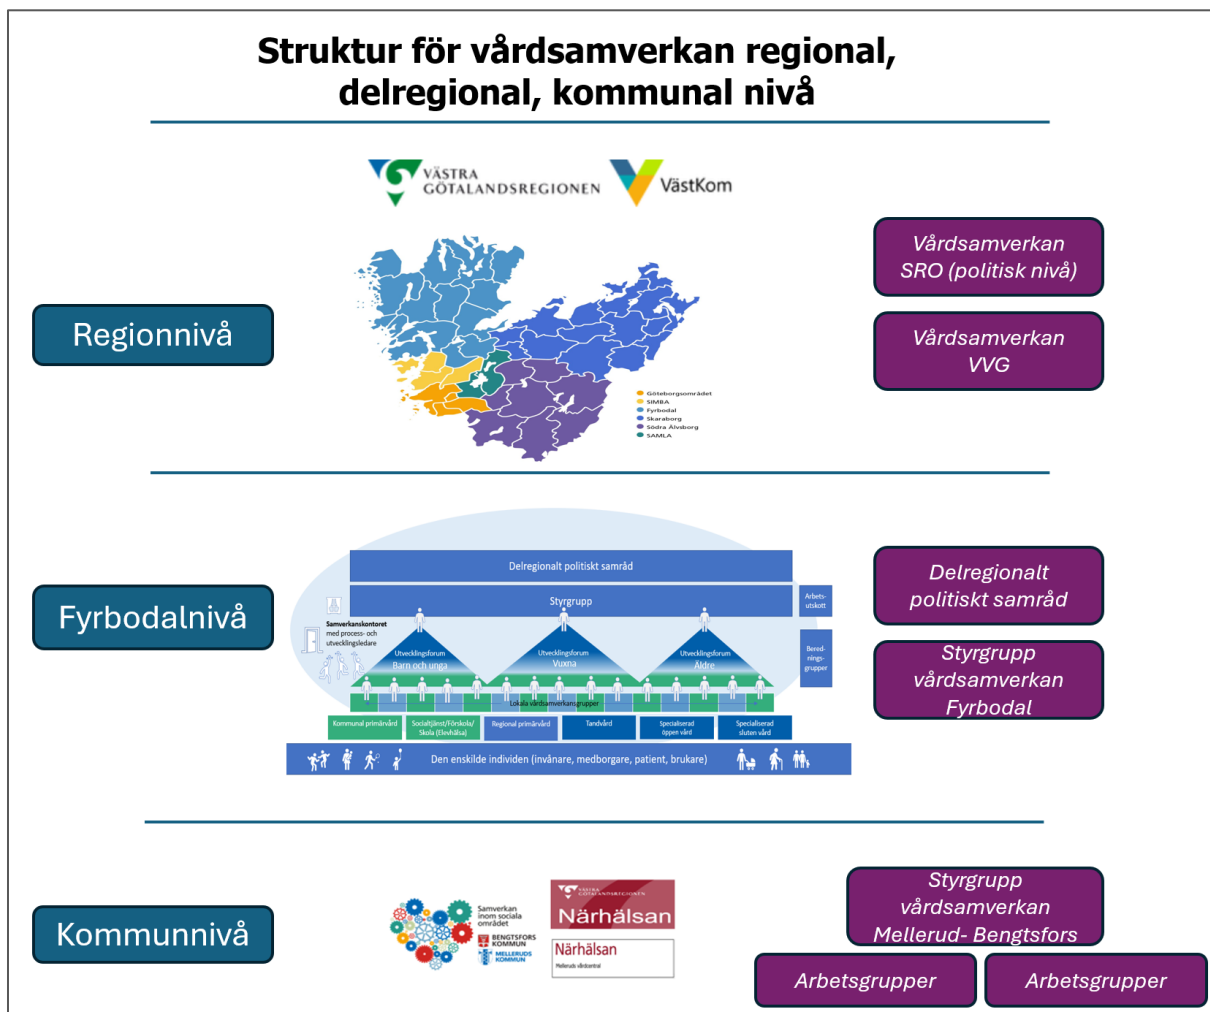 Struktur för vårdsamverkan regional,
delregional, kommunal nivå
VÄSTRA
GÖTALANDSREGIONEN
VästKom
Regionnivå
Vårdsamverkan
SRO (politisk nivå)
Vårdsamverkan
VVG
Göteborgsområdet
SIMBA
Fyrbodal
Skaraborg
Södra Älvsborg
SAMLA
Fyrbodalnivå
Delregionalt politiskt samråd
Styrgrupp
Arbets-
utskott
Samverkanskontoret
med process- och
utvecklingsledare
Utvecklingsforum
Barn och unga
Utvecklingsforum
Vuxna
Utvecklingsforum
Äldre
Bered-
nings-
grupper
Lokala vårdsamverkansgrupper
Kommunal primärvård
Socialtjänst/Förskola/
Skola (Elevhälsa)
Regional primärvård
Tandvård
Specialiserad
öppen vård
Specialiserad
sluten vård
Den enskilde individen (invånare, medborgare, patient, brukare)
Delregionalt
politiskt samråd
Styrgrupp
vårdsamverkan
Fyrbodal
Kommunnivå
Samverkan
inom sociala
området
BENGTSFORS
KOMMUN
MELLERUDS
KOMMUN
VÄSTRA
GÖTALANDSREGIONEN
Närhälsan
Närhälsan
Melleruds vårdcentral
Styrgrupp
vårdsamverkan
Mellerud- Bengtsfors
Arbetsgrupper
Arbetsgrupper